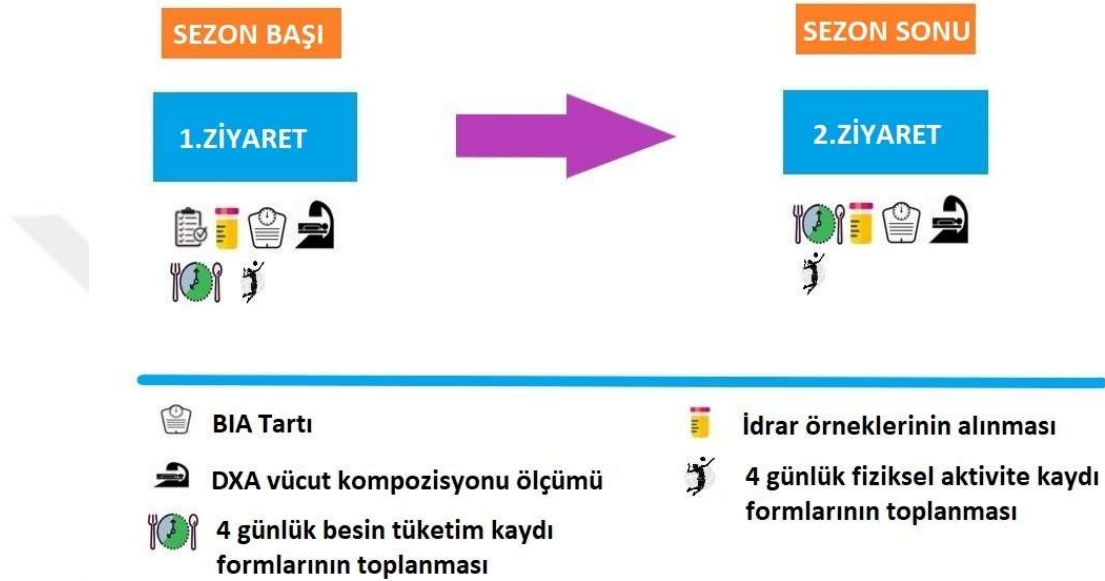 SEZON BAŞI
SEZON SONU
1.ZİYARET
2.ZİYARET
BIA Tartı
DXA vücut kompozisyonu ölçümü
4 günlük besin tüketim kaydı
formlarının toplanması
İdrar örneklerinin alınması
4 günlük fiziksel aktivite kaydı
formlarının toplanması